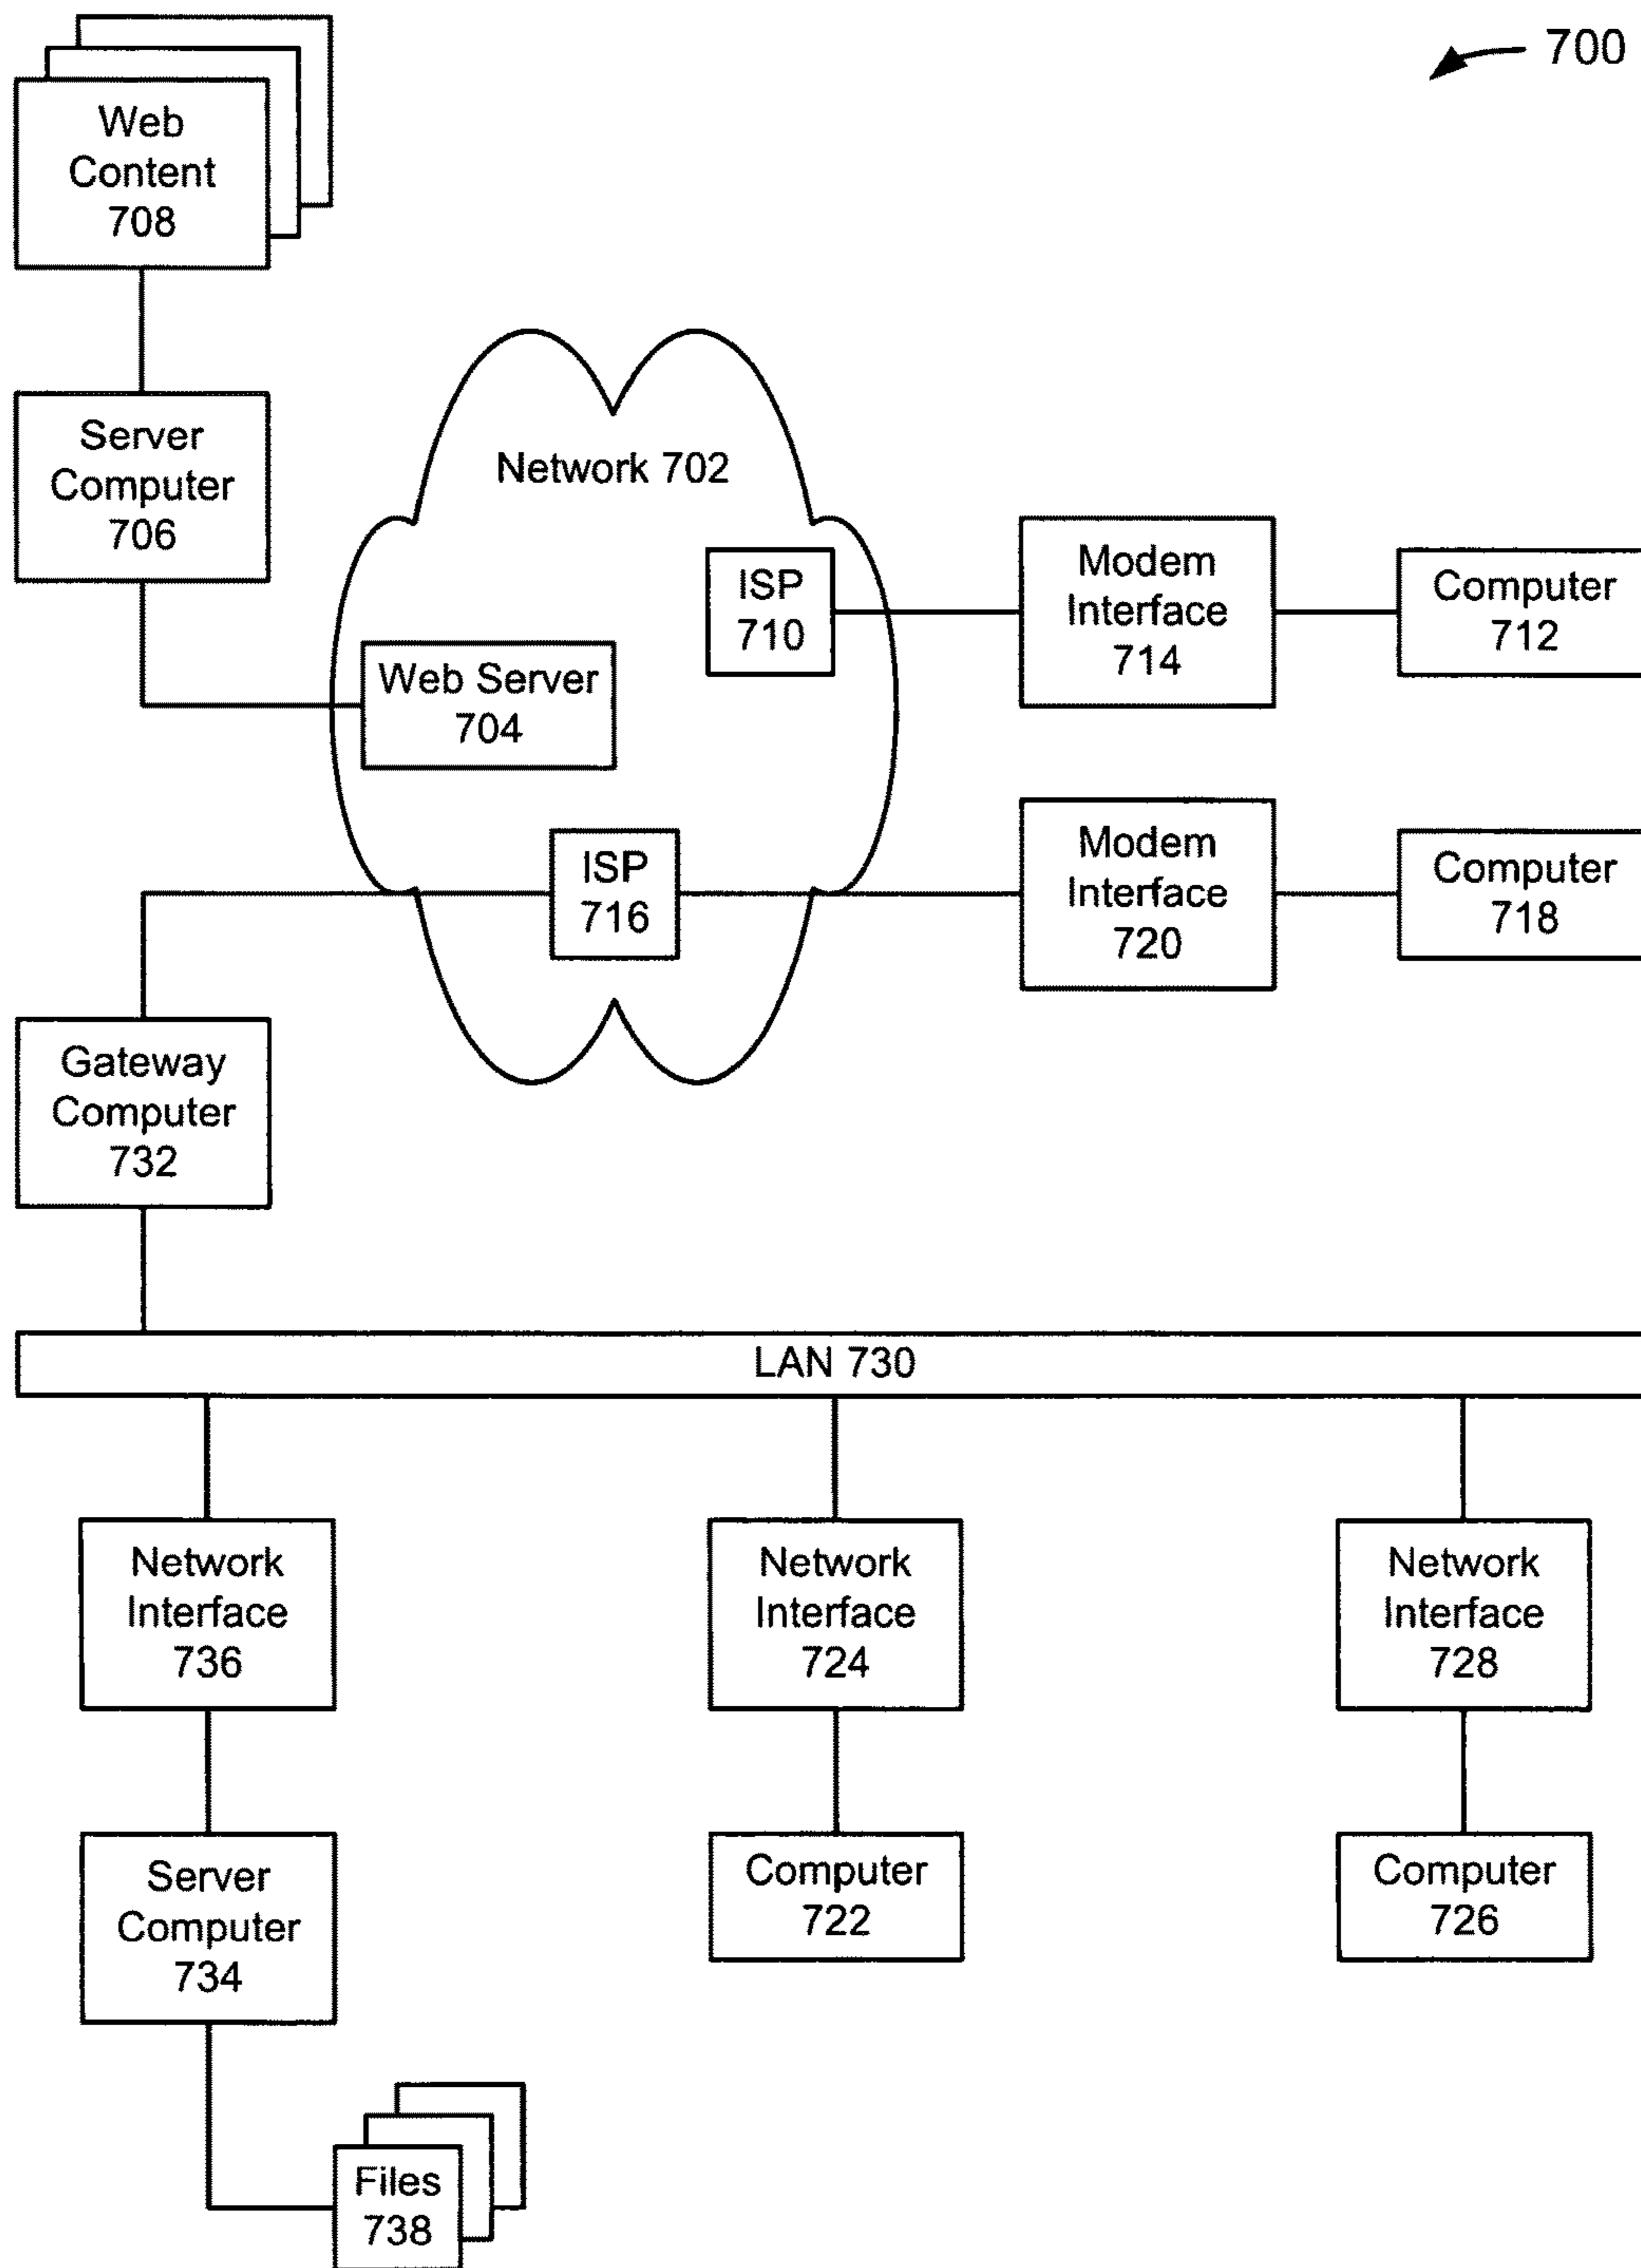 700
Web
Content
708
Server
Computer
706
Network 702
ISP
710
Modem
Interface
714
Computer
712
Web Server
704
ISP
716
Modem
Interface
720
Computer
718
Gateway
Computer
732
LAN 730
Network
Interface
736
Network
Interface
724
Network
Interface
728
Server
Computer
734
Computer
722
Computer
726
Files
738